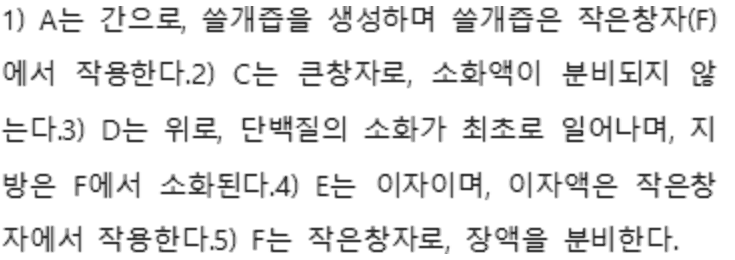 1) A는 간으로, 쓸개즙을 생성하며 쓸개즙은 작은창자(F)
에서 작용한다.2) C는 큰창자로, 소화액이 분비되지 않
는다.3) D는 위로, 단백질의 소화가 최초로 일어나며, 지
방은 F에서 소화된다.4) E는 이자이며, 이자액은 작은창
자에서 작용한다.5) F는 작은창자로, 장액을 분비한다.